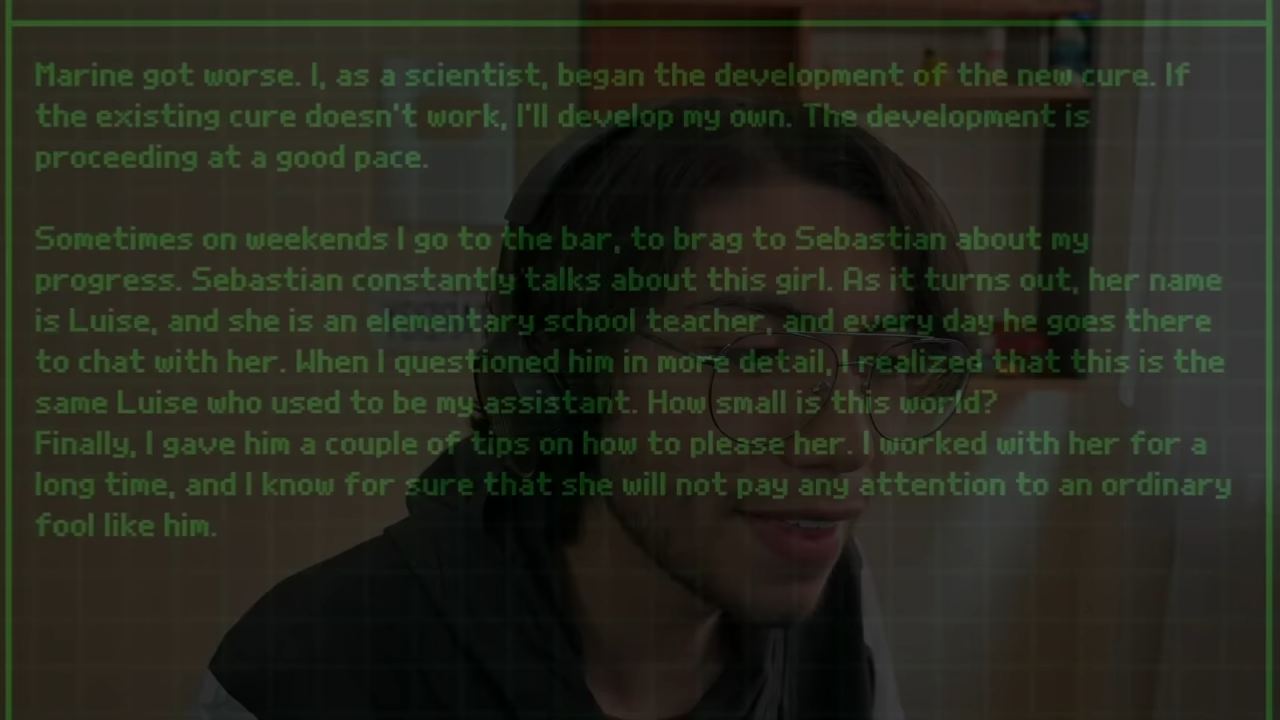 Marine got worse. I, as a scientist, began the development of the new cure. If
the existing cure doesn't work, I'll develop my own. The development is
proceeding at a good pace.
Sometimes on weekends I go to the bar, to brag to Sebastian about my
progress. Sebastian constantly talks about this girl. As it turns out, her name
is Luise, and she is an elementary school teacher, and every day he goes there
to chat with her. When I questioned him in more detail, I realized that this is the
same Luise who used to be my assistant. How small is this world?
Finally, I gave him a couple of tips on how to please her. I worked with her for a
long time, and I know for sure that she will not pay any attention to an ordinary
fool like him.